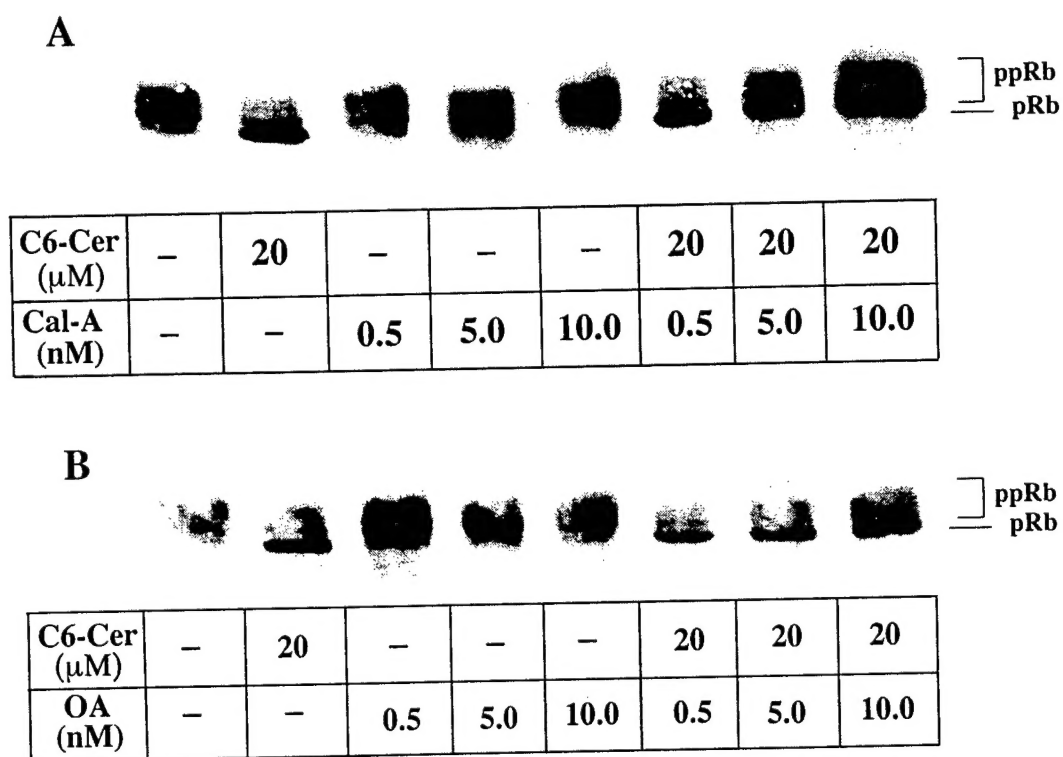 A
ppRb
pRb
C6-Cer (μM) – 20 – – – 20 20 20
Cal-A (nM) – – 0.5 5.0 10.0 0.5 5.0 10.0
B
ppRb
pRb
C6-Cer (μM) – 20 – – – 20 20 20
OA (nM) – – 0.5 5.0 10.0 0.5 5.0 10.0